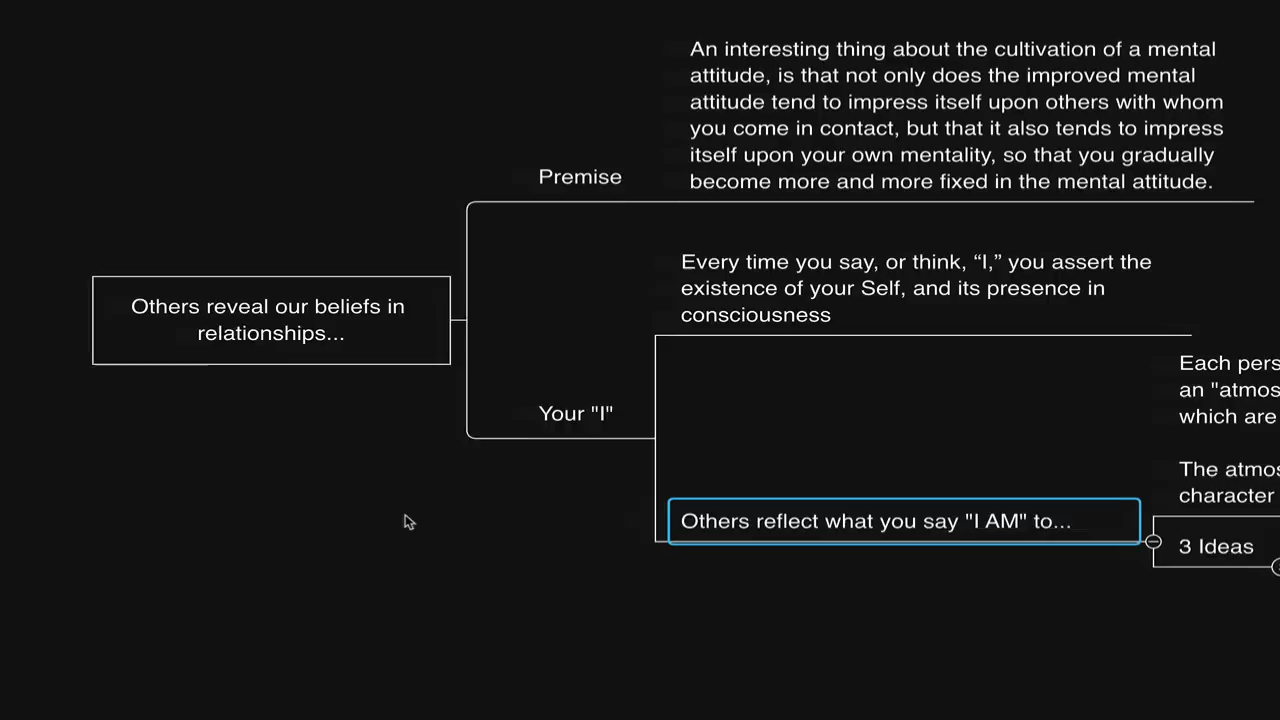 An interesting thing about the cultivation of a mental
attitude, is that not only does the improved mental
attitude tend to impress itself upon others with whom
you come in contact, but that it also tends to impress
itself upon your own mentality, so that you gradually
become more and more fixed in the mental attitude.
Premise
Others reveal our beliefs in
relationships...
Every time you say, or think, “I,” you assert the
existence of your Self, and its presence in
consciousness
Your "I"
Each
an
which are
The
character
Others reflect what you say "I AM" to...
3 Ideas